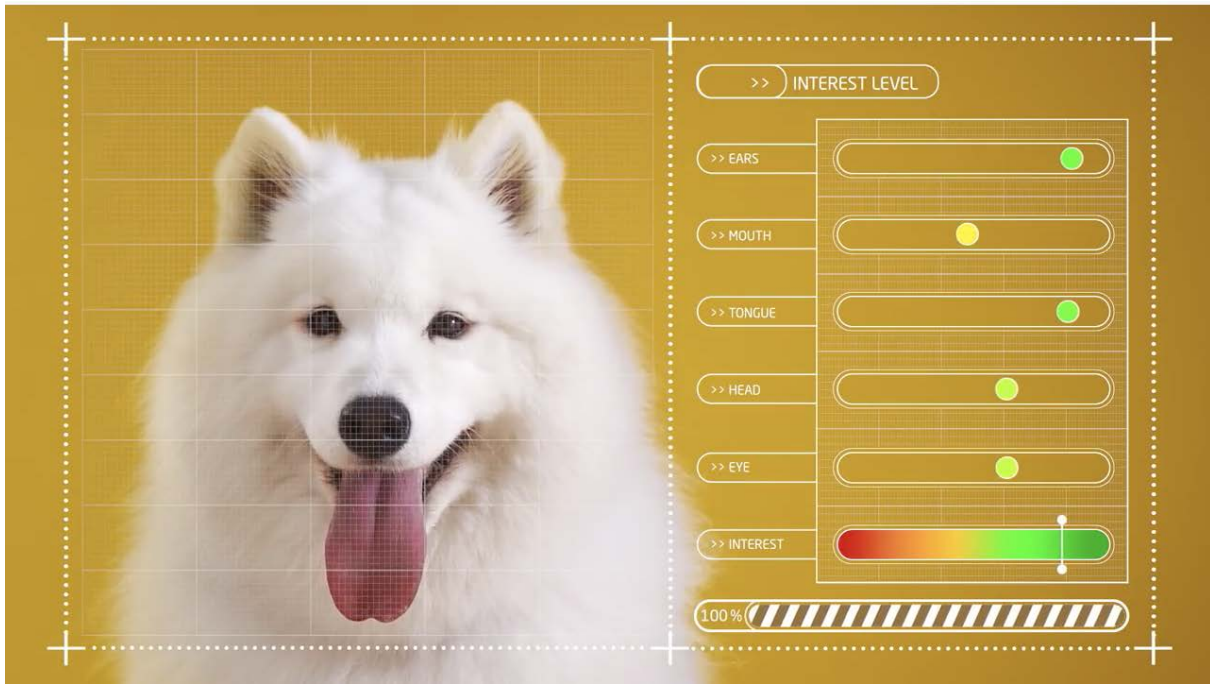 >> INTEREST LEVEL
>> EARS
>> MOUTH
>> TONGUE
>> HEAD
>> EYE
>> INTEREST
100 %